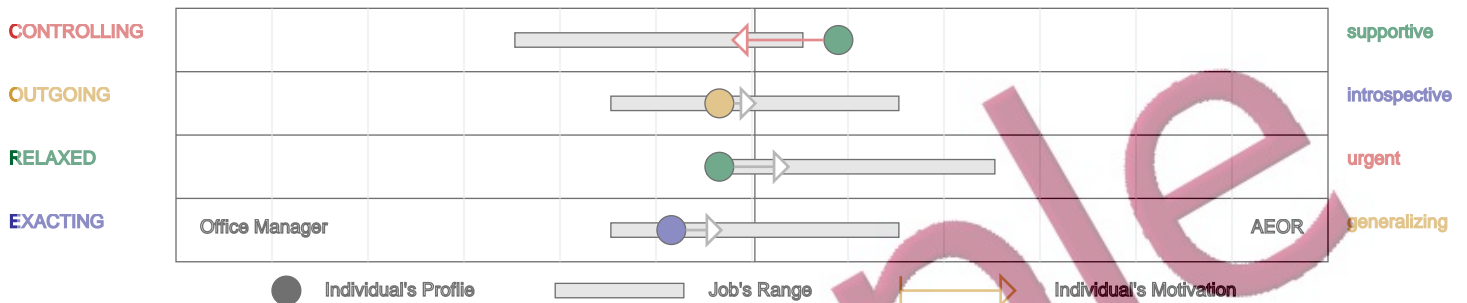 CONTROLLING supportive
OUTGOING introspective
RELAXED urgent
EXACTING Office Manager AEOR generalizing
Individual's Profile Job's Range Individual's Motivation